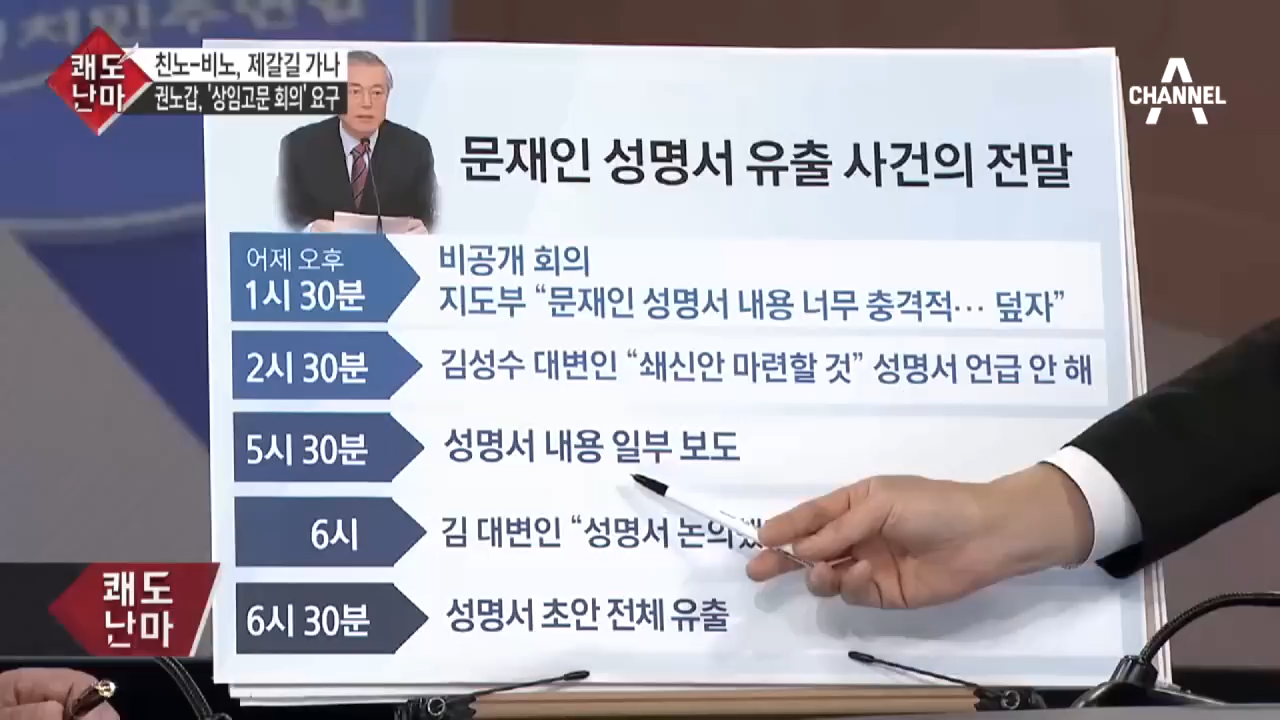 치민주연합
쾌도
난마
친노-비노, 제갈길 가나
권노갑, '상임고문 회의' 요구
CHANNEL A
문재인 성명서 유출 사건의 전말
어제 오후
1시 30분
비공개 회의
지도부 “문재인 성명서 내용 너무 충격적… 덮자”
2시 30분
김성수 대변인 “쇄신안 마련할 것” 성명서 언급 안 해
5시 30분
성명서 내용 일부 보도
6시
김 대변인 “성명서 논의
6시 30분
성명서 초안 전체 유출
쾌도
난마